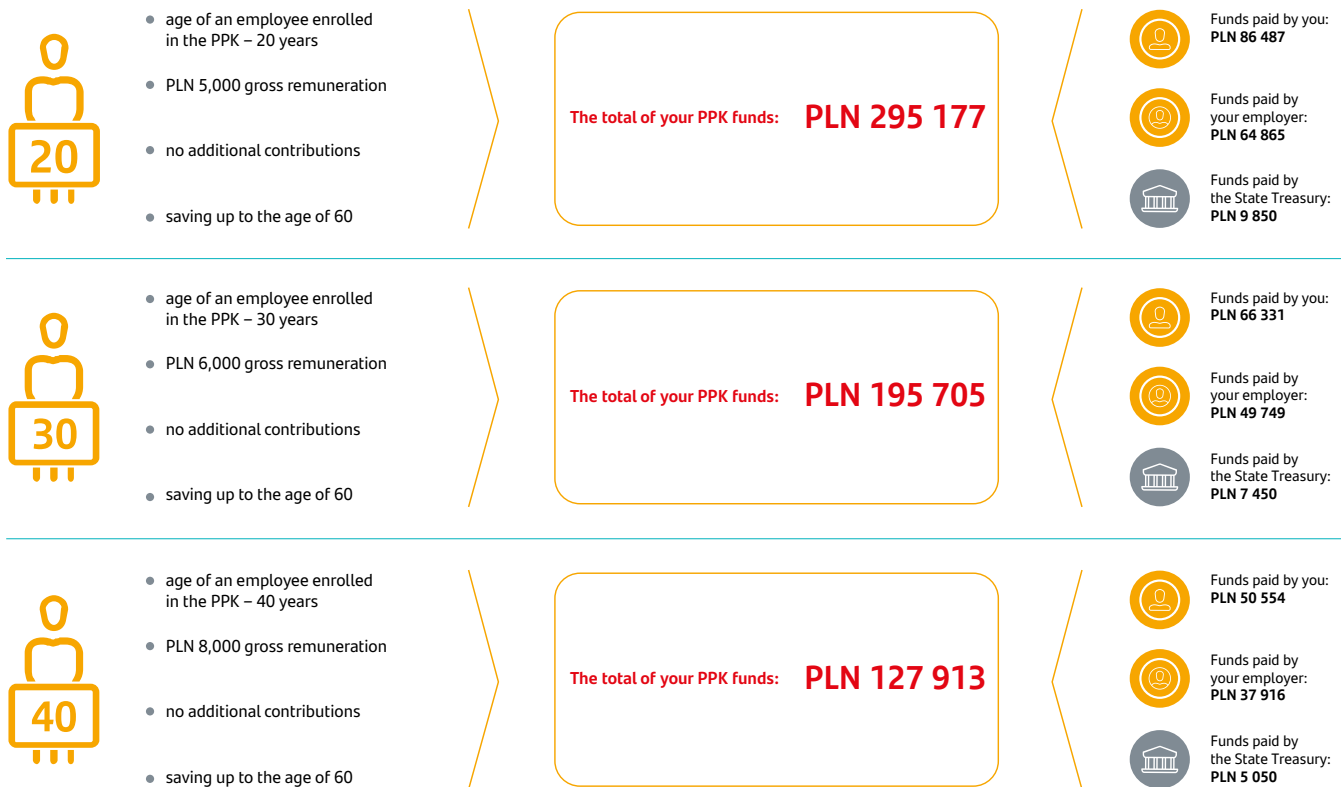 20
age of an employee enrolled
in the PPK – 20 years
PLN 5,000 gross remuneration
no additional contributions
saving up to the age of 60
The total of your PPK funds: PLN 295 177
Funds paid by you:
PLN 86 487
Funds paid by
your employer:
PLN 64 865
Funds paid by
the State Treasury:
PLN 9 850
30
age of an employee enrolled
in the PPK – 30 years
PLN 6,000 gross remuneration
no additional contributions
saving up to the age of 60
The total of your PPK funds: PLN 195 705
Funds paid by you:
PLN 66 331
Funds paid by
your employer:
PLN 49 749
Funds paid by
the State Treasury:
PLN 7 450
40
age of an employee enrolled
in the PPK – 40 years
PLN 8,000 gross remuneration
no additional contributions
saving up to the age of 60
The total of your PPK funds: PLN 127 913
Funds paid by you:
PLN 50 554
Funds paid by
your employer:
PLN 37 916
Funds paid by
the State Treasury:
PLN 5 050